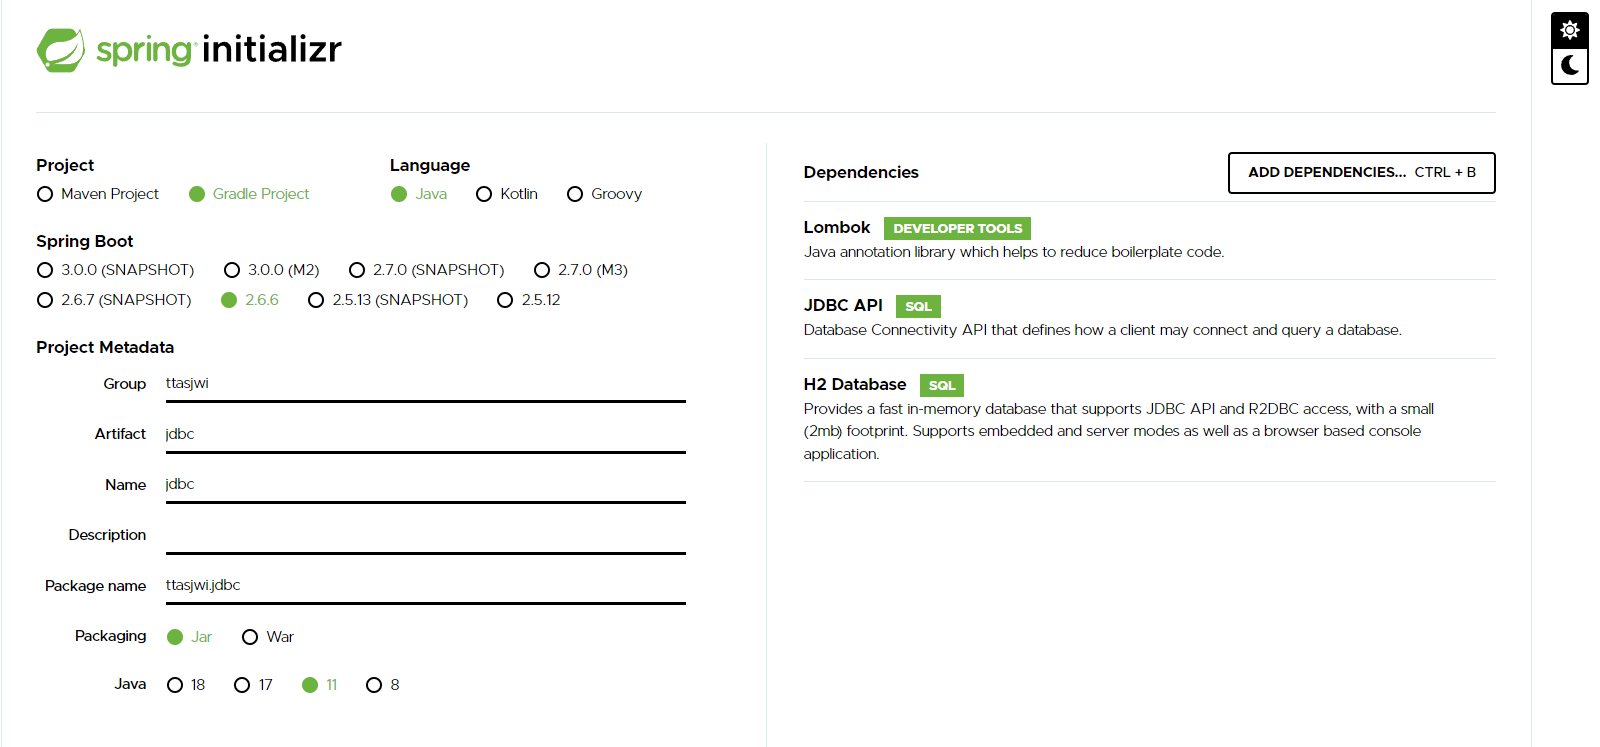 spring initializr
Project
Maven Project Gradle Project
Language
Java Kotlin Groovy
Spring Boot
3.0.0 (SNAPSHOT) 3.0.0 (M2) 2.7.0 (SNAPSHOT) 2.7.0 (M3)
2.6.7 (SNAPSHOT) 2.6.6 2.5.13 (SNAPSHOT) 2.5.12
Project Metadata
Group ttasjwi
Artifact jdbc
Name jdbc
Description
Package name ttasjwi.jdbc
Packaging Jar War
Java 18 17 11 8
Dependencies
ADD DEPENDENCIES... CTRL + B
Lombok DEVELOPER TOOLS
Java annotation library which helps to reduce boilerplate code.
JDBC API SQL
Database Connectivity API that defines how a client may connect and query a database.
H2 Database SQL
Provides a fast in-memory database that supports JDBC API and R2DBC access, with a small
(2mb) footprint. Supports embedded and server modes as well as a browser based console
application.